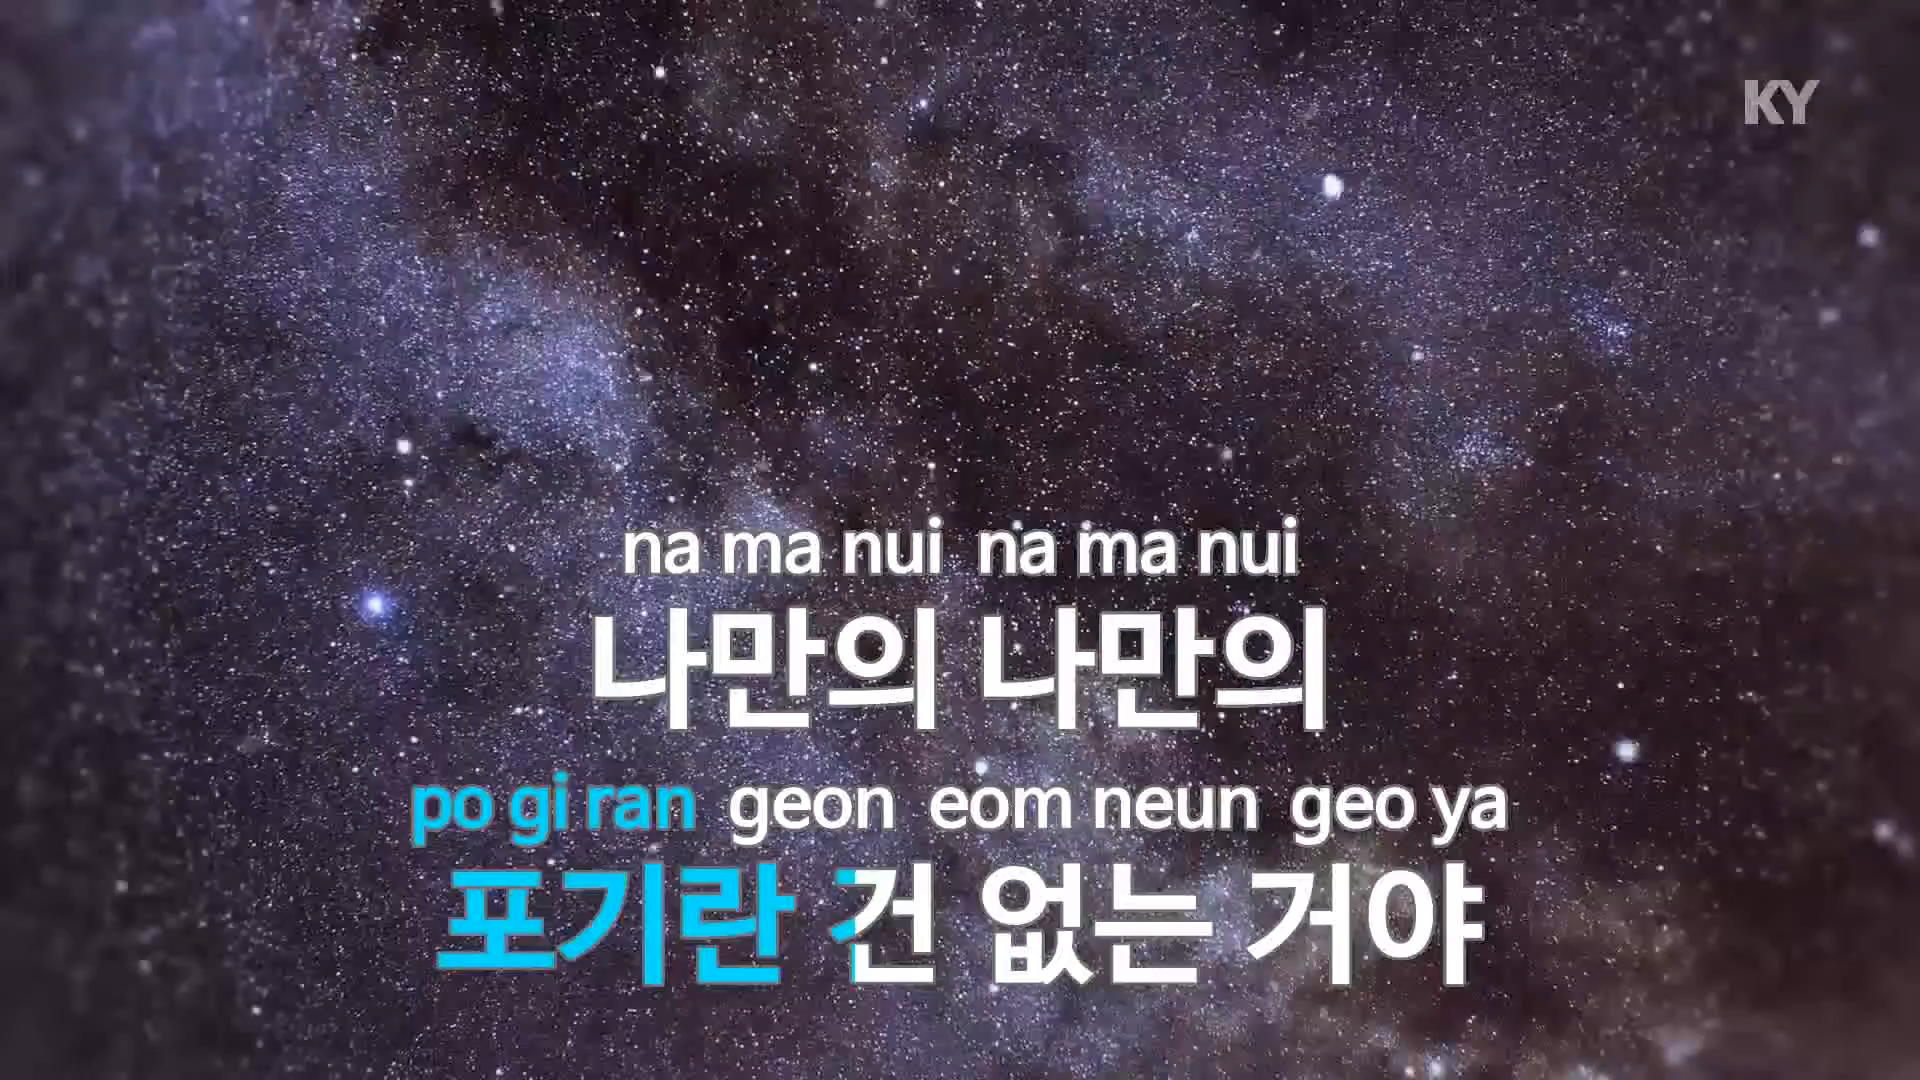 KY
na ma nui na ma nui
나만의 나만의
po gi ran geon eom neun geo ya
포기란 건 없는 거야